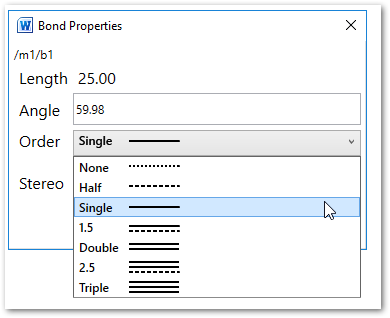 Bond Properties
/m1/b1
Length 25.00
Angle 59.98
Order Single
None
Half
Stereo
Single
1.5
Double
2.5
Triple